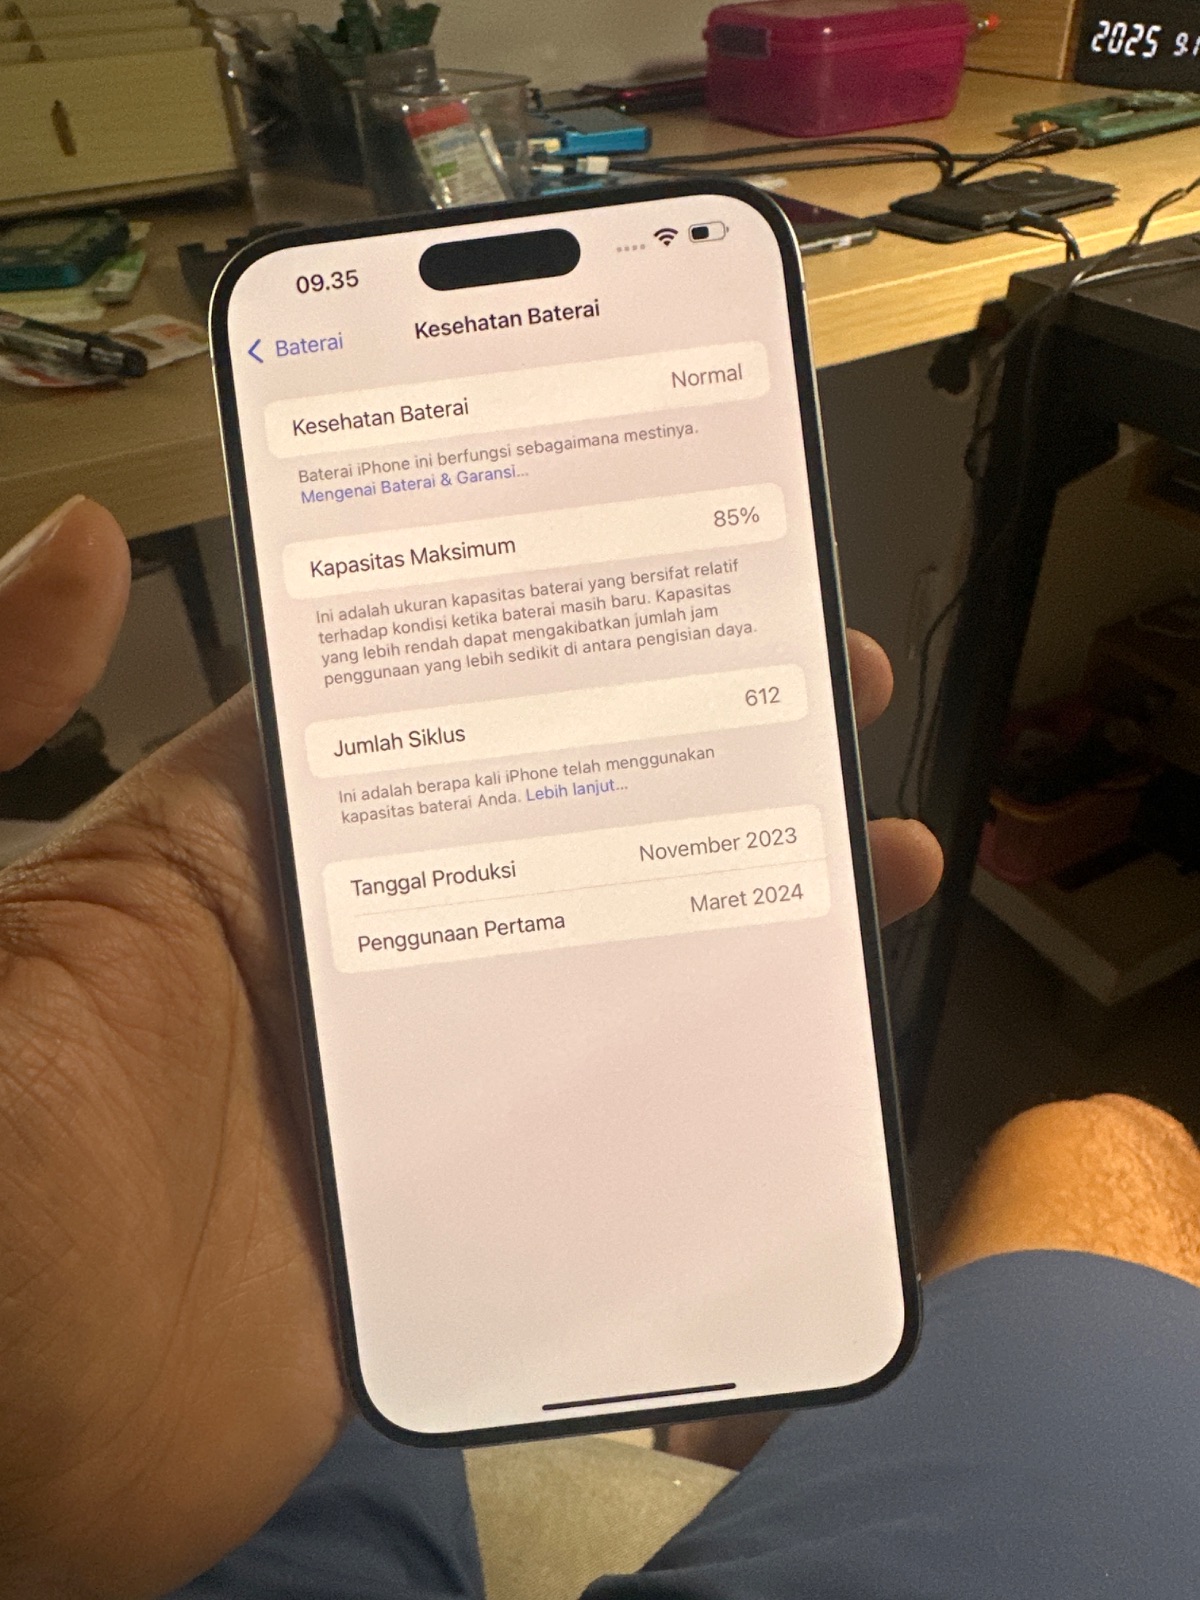 2025 9.1
09.35
Baterai
Kesehatan Baterai
Kesehatan Baterai Normal
Baterai iPhone ini berfungsi sebagaimana mestinya.
Mengenai Baterai & Garansi...
Kapasitas Maksimum 85%
Ini adalah ukuran kapasitas baterai yang bersifat relatif
terhadap kondisi ketika baterai masih baru. Kapasitas
yang lebih rendah dapat mengakibatkan jumlah jam
penggunaan yang lebih sedikit di antara pengisian daya.
Jumlah Siklus 612
Ini adalah berapa kali iPhone telah menggunakan
kapasitas baterai Anda. Lebih lanjut...
Tanggal Produksi November 2023
Penggunaan Pertama Maret 2024